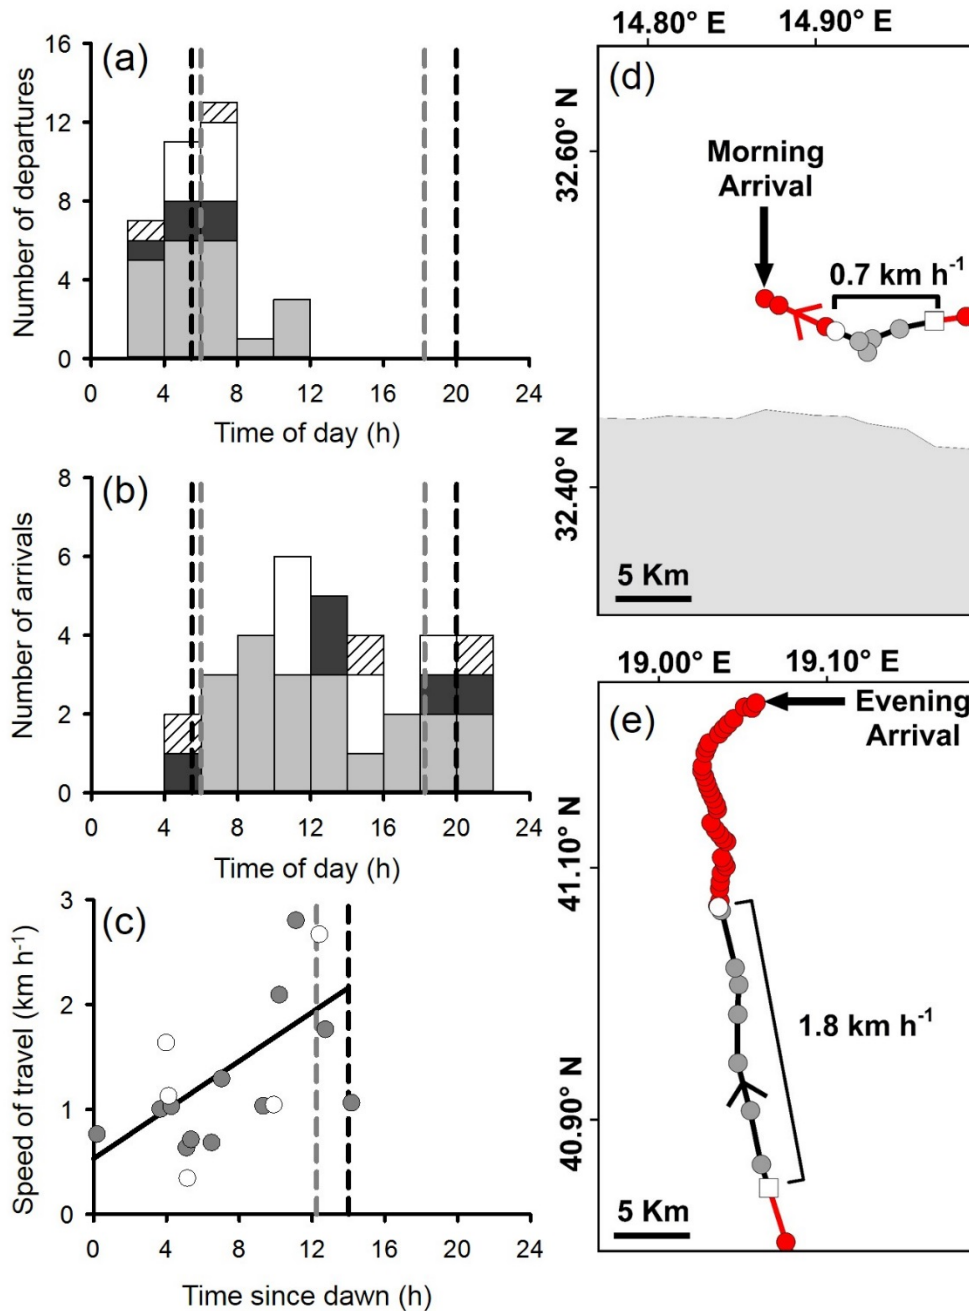 (a)
Number of departures
16
12
8
4
0
0 4 8 12 16 20 24
Time of day (h)
(b)
Number of arrivals
8
6
4
2
0
0 4 8 12 16 20 24
Time of day (h)
(c)
Speed of
travel (km h-1)
3
2
1
0
0 4 8 12 16 20 24
Time since dawn (h)
14.80° E 14.90° E
(d)
32.60° N
32.40° N
Morning
Arrival
0.7 km h-1
5 Km
19.00° E 19.10° E
(e)
41.10° N
40.90° N
Evening
Arrival
1.8 km h-1
5 Km